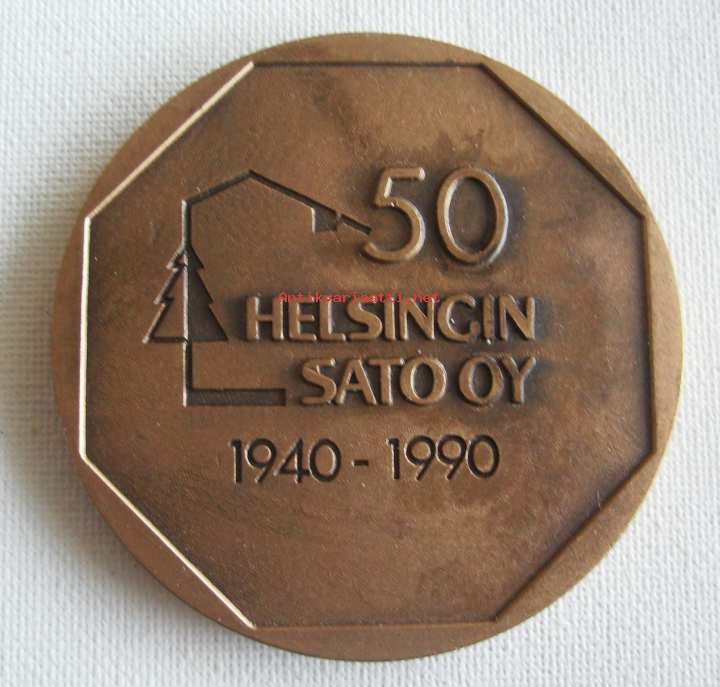 50
Antikvariaatti.net
HELSINGIN
SATO OY
1940 - 1990